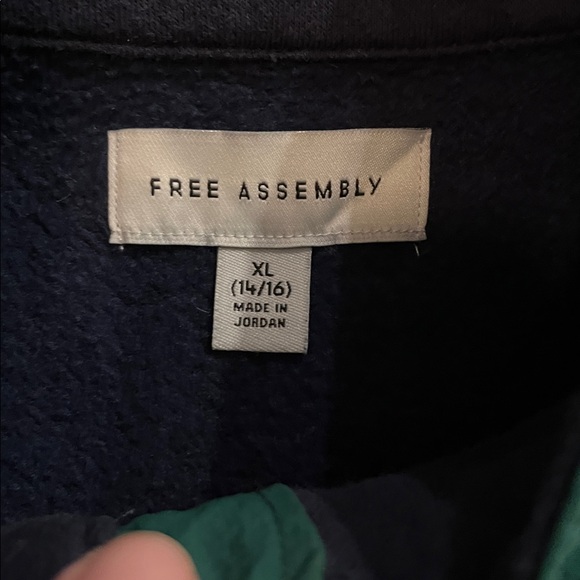 FREE ASSEMBLY
XL
(14/16)
MADE IN
JORDAN